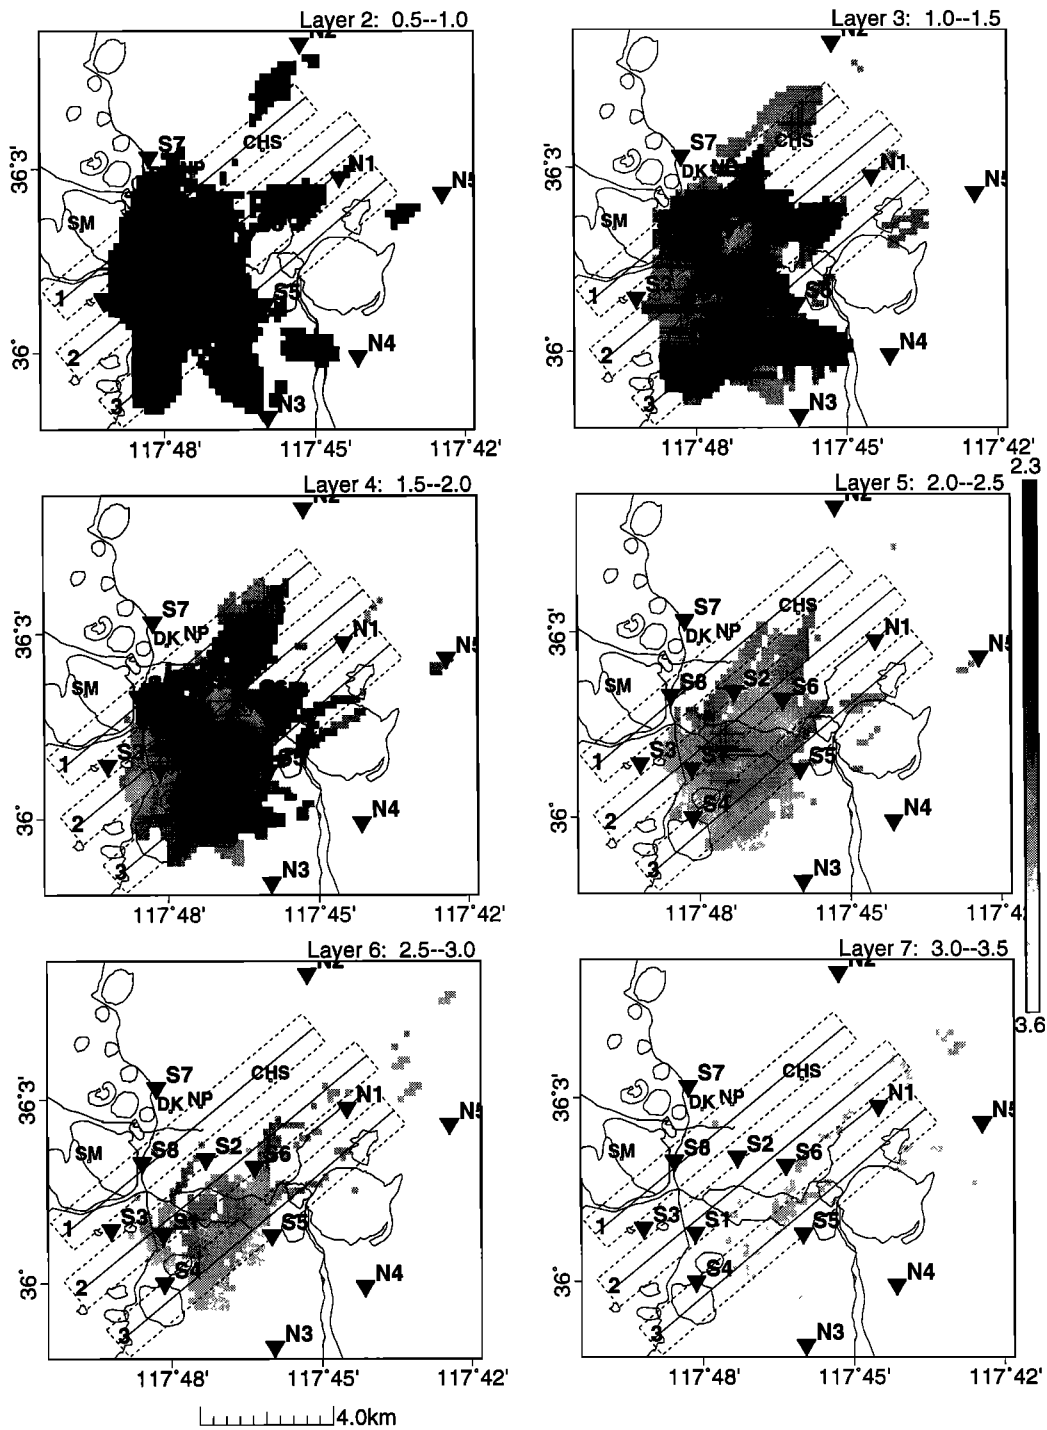 Layer 2: 0.5--1.0
N2
S7
CHS
NP
N1
N5
36°3'
SM
S5
1
N4
36°
2
3
N3
117°48' 117°45' 117°42'
Layer 3: 1.0--1.5
S7
DK
CHS
N1
N5
36°3'
SM
S3
1
N4
36°
2
3
N3
117°48' 117°45' 117°42'
2.3
Layer 4: 1.5--2.0
N2
S7
DK NP
N1
N5
36°3'
SM
1
S5
N4
36°
2
3
N3
117°48' 117°45' 117°42'
Layer 5: 2.0--2.5
S7
CHS
DK NP
N1
N5
36°3'
SM
S8
S2
S6
S3
S1
S5
1
S4
N4
36°
2
3
N3
117°48' 117°45' 117°42'
Layer 6: 2.5--3.0
N2
S7
CHS
DK NP
N1
N5
36°3'
SM
S8
S2
S6
S3
S1
S5
1
S4
N4
36°
2
3
N3
117°48' 117°45' 117°42'
4.0km
3.6
Layer 7: 3.0--3.5
N2
S7
CHS
DK NP
N1
N5
36°3'
SM
S8
S2
S6
S3
S1
S5
1
S4
N4
36°
2
3
N3
117°48' 117°45' 117°42'